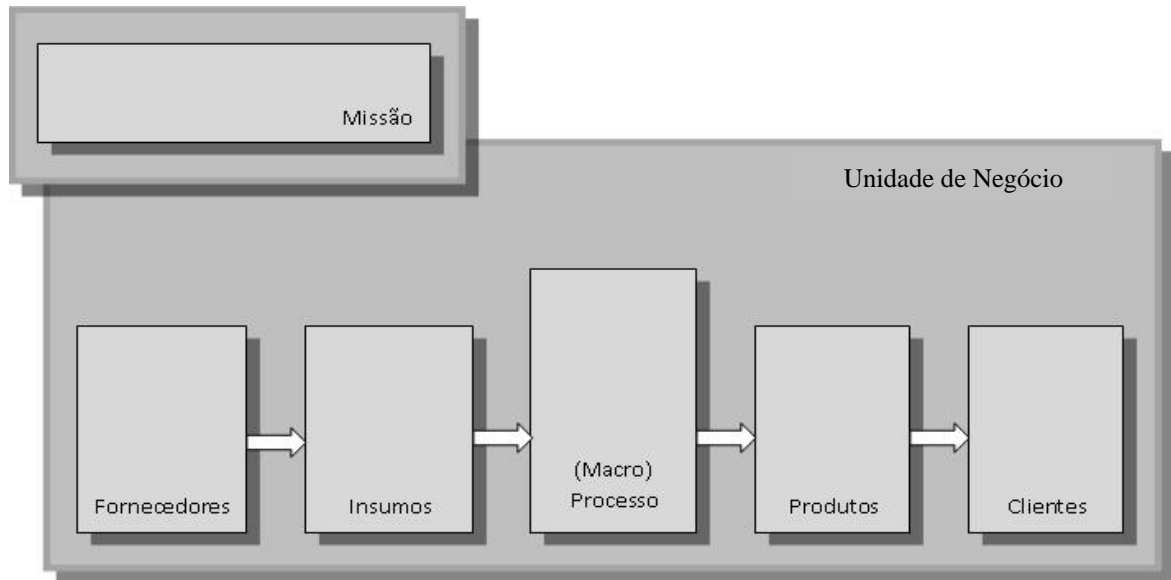 Missão
Unidade de Negócio
Fornecedores
Insumos
(Macro)
Processo
Produtos
Clientes